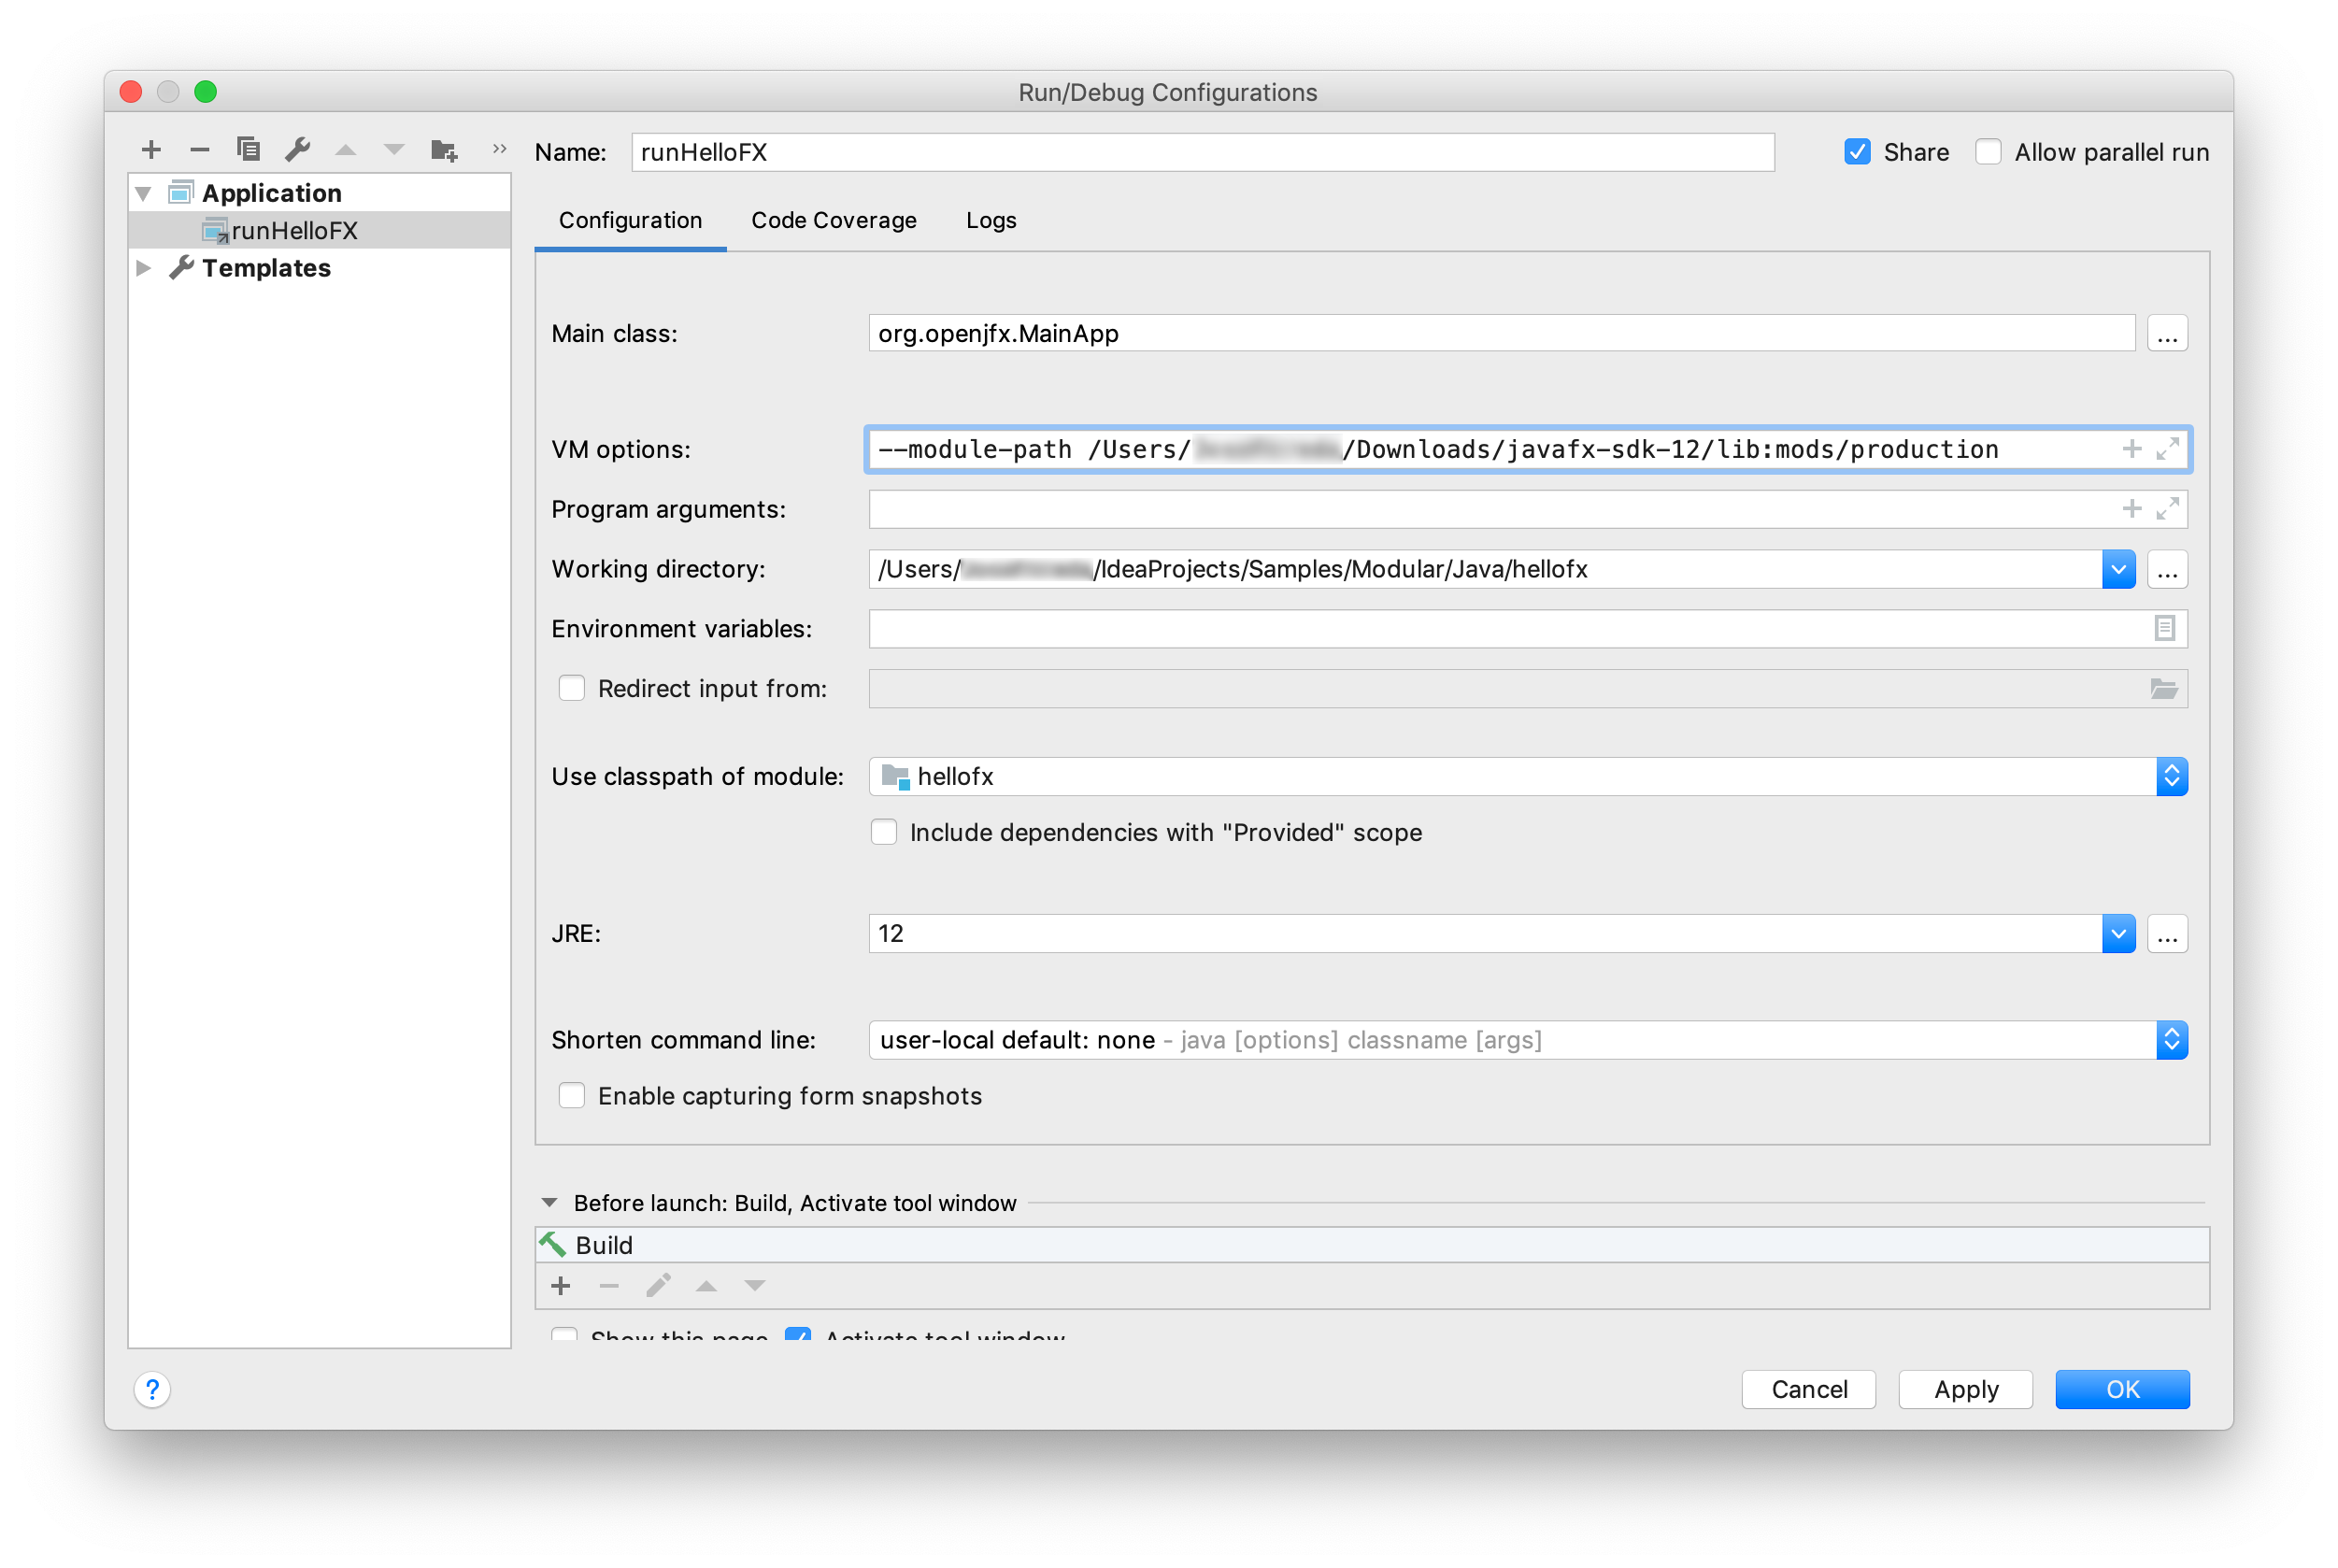 Run/Debug Configurations
Name: runHelloFX Share Allow parallel run
Application
runHelloFX
Templates
Configuration Code Coverage Logs
Main class: org.openjfx.MainApp ...
VM options: --module-path /Users/ /Downloads/javafx-sdk-12/lib:mods/production
Program arguments:
Working directory: /Users/ /IdeaProjects/Samples/Modular/Java/hellofx ...
Environment variables:
Redirect input from:
Use classpath of module: hellofx
Include dependencies with "Provided" scope
JRE: 12 ...
Shorten command line: user-local default: none - java [options] classname [args]
Enable capturing form snapshots
Before launch: Build, Activate tool window
Build
Show this page Activate tool window
? Cancel Apply OK